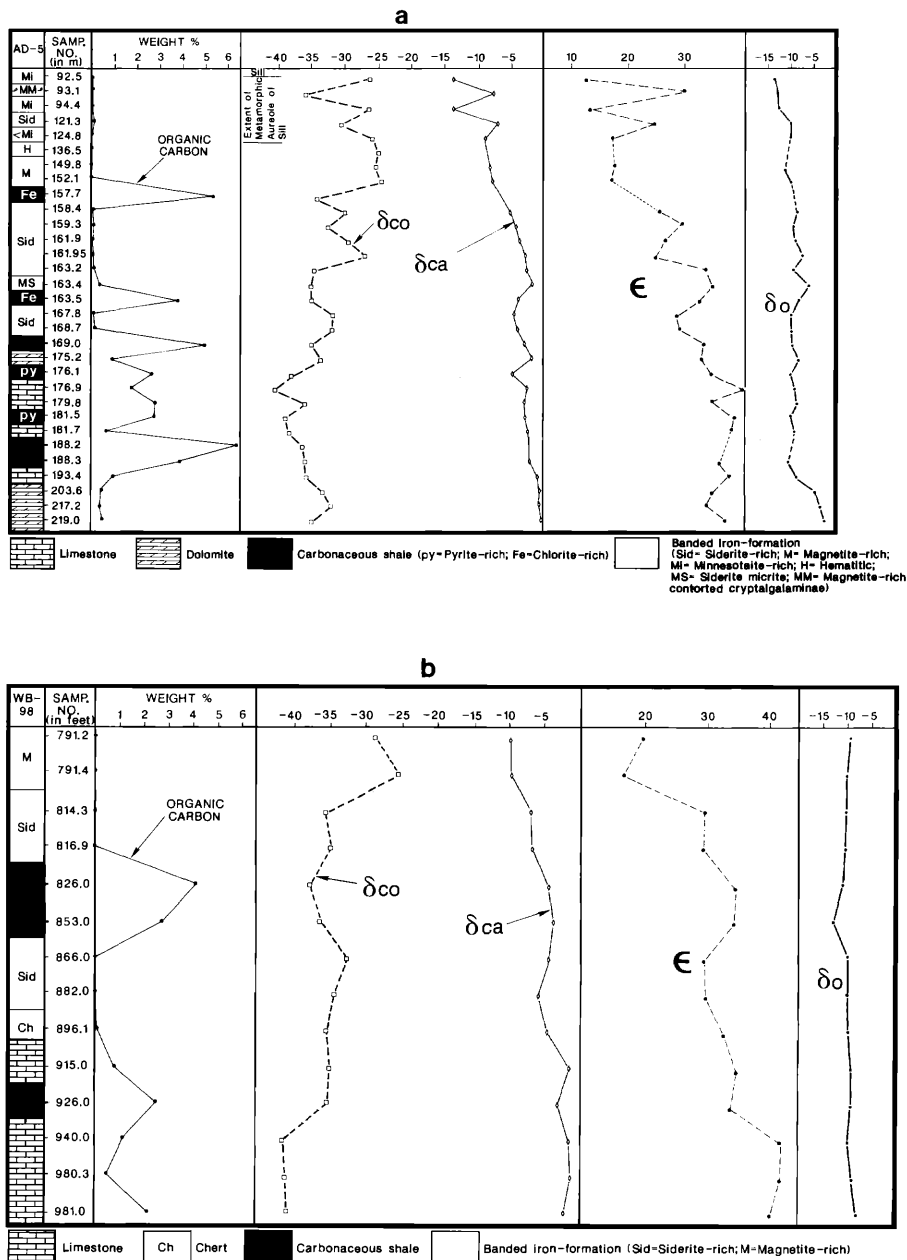 a
AD-5 SAMP. NO. (in m) WEIGHT %
1 2 3 4 5 6 -40 -35 -30 -25 -20 -15 -10 -5 10 20 30 -15 -10 -5
Mi 92.5
MM 93.1
Mi 94.4
Sid 121.3
<Mi 124.8
H 136.5
149.8
M 152.1
Fe 157.7
158.4
159.3
Sid 161.9
161.95
163.2
MS 163.4
Fe 163.5
167.8
Sid 168.7
169.0
175.2
py 176.1
176.9
179.8
py 181.5
181.7
188.2
188.3
193.4
203.6
217.2
219.0
ORGANIC
CARBON
Sill
Extent of
Metamorphic
Aureole of
Sill
δco
δca
ϵ
δo
Limestone Dolomite Carbonaceous shale (py=Pyrite-rich; Fe=Chlorite-rich) Banded Iron-formation
(Sid= Siderite-rich; M= Magnetite-rich;
Mi= Minnesotaite-rich; H= Hematitic;
MS= Siderite micrite; MM= Magnetite-rich
contorted cryptalgalaminae)
b
WB-98 SAMP. NO. (in feet) WEIGHT %
1 2 3 4 5 -40 -35 -30 -25 -20 -15 -10 -5 0 20 30 40 -15 -10 -5
791.2
M
791.4
814.3
Sid
816.9
826.0
853.0
866.0
Sid
882.0
Ch 896.1
915.0
926.0
940.0
980.3
981.0
ORGANIC
CARBON
δco
δca
ϵ
δo
Limestone Ch Chert Carbonaceous shale Banded iron-formation (Sid=Siderite-rich; M=Magnetite-rich)